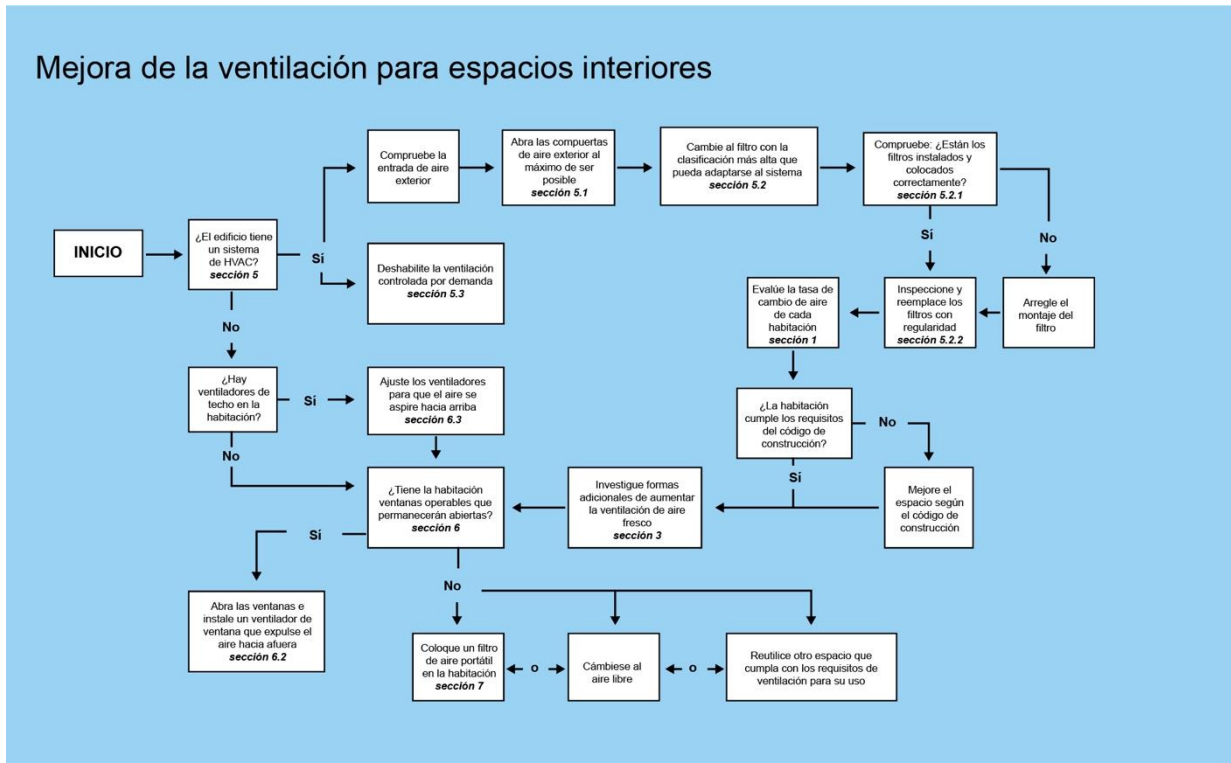 Mejora de la ventilación para espacios interiores
INICIO
¿El edificio tiene
un sistema
de HVAC?
sección 5
Sí
Compruebe la
entrada de aire
exterior
Abra las compuertas
de aire exterior al
máximo de ser
posible
sección 5.1
Cambie al filtro con la
clasificación más alta que
pueda adaptarse al sistema
sección 5.2
Compruebe: ¿Están los
filtros instalados y
colocados
correctamente?
sección 5.2.1
Sí
No
Deshabilite la ventilación
controlada por demanda
sección 5.3
Evalúe la tasa de
cambio de aire
de cada
habitación
sección 1
Inspeccione y
reemplace los
filtros con
regularidad
sección 5.2.2
Arregle el
montaje del
filtro
No
¿Hay
ventiladores de
techo en la
habitación?
Sí
Ajuste los ventiladores
para que el aire se
aspire hacia arriba
sección 6.3
¿La habitación
cumple los requisitos
del código de
construcción?
No
Sí
No
¿Tiene la habitación
ventanas operables que
permanecerán abiertas?
sección 6
Investigue formas
adicionales de aumentar
la ventilación de aire
fresco
sección 3
Mejore el
espacio según
el código de
construcción
Sí
No
Abra las ventanas e
instale un ventilador de
ventana que expulse el
aire hacia afuera
sección 6.2
Coloque un filtro
de aire portátil
en la habitación
sección 7
o
Cámbiese al
aire libre
o
Reutilice otro espacio que
cumpla con los requisitos de
ventilación para su uso